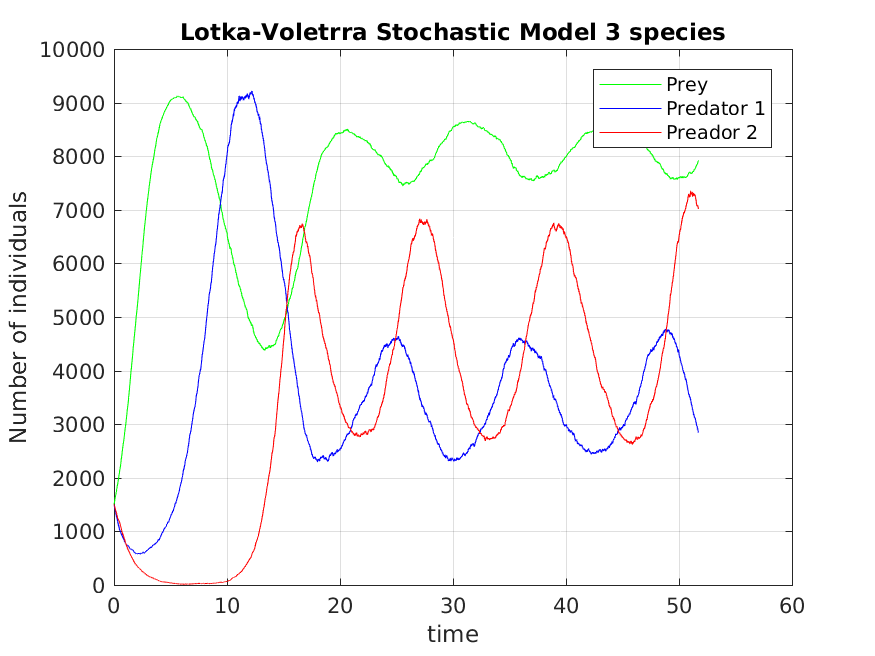 Lotka-Voletrra Stochastic Model 3 species
10000
9000
8000
7000
6000
5000
4000
3000
2000
1000
0
Number of individuals
Prey
Predator 1
Preador 2
0 10 20 30 40 50 60
time